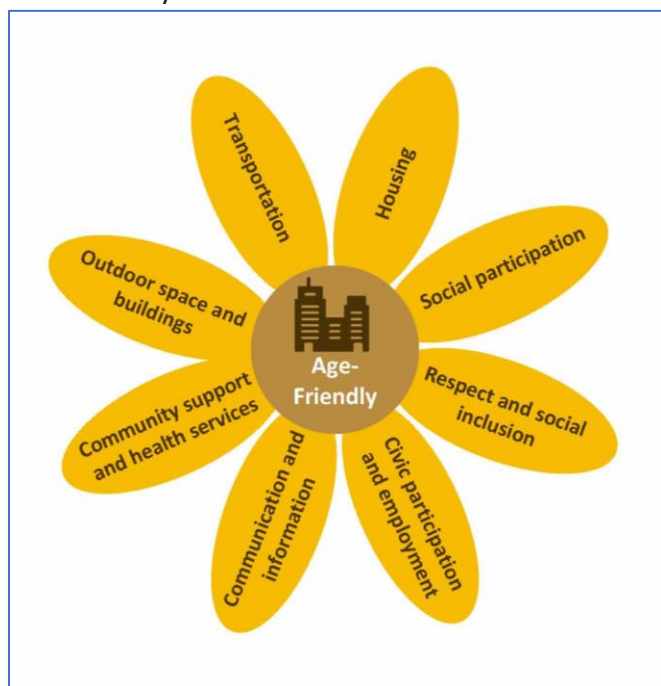 Transportation
Housing
Social participation
Respect and social
inclusion
Civic participation
and employment
Communication and
information
Community support
and health services
Outdoor space and
buildings
Age-
Friendly